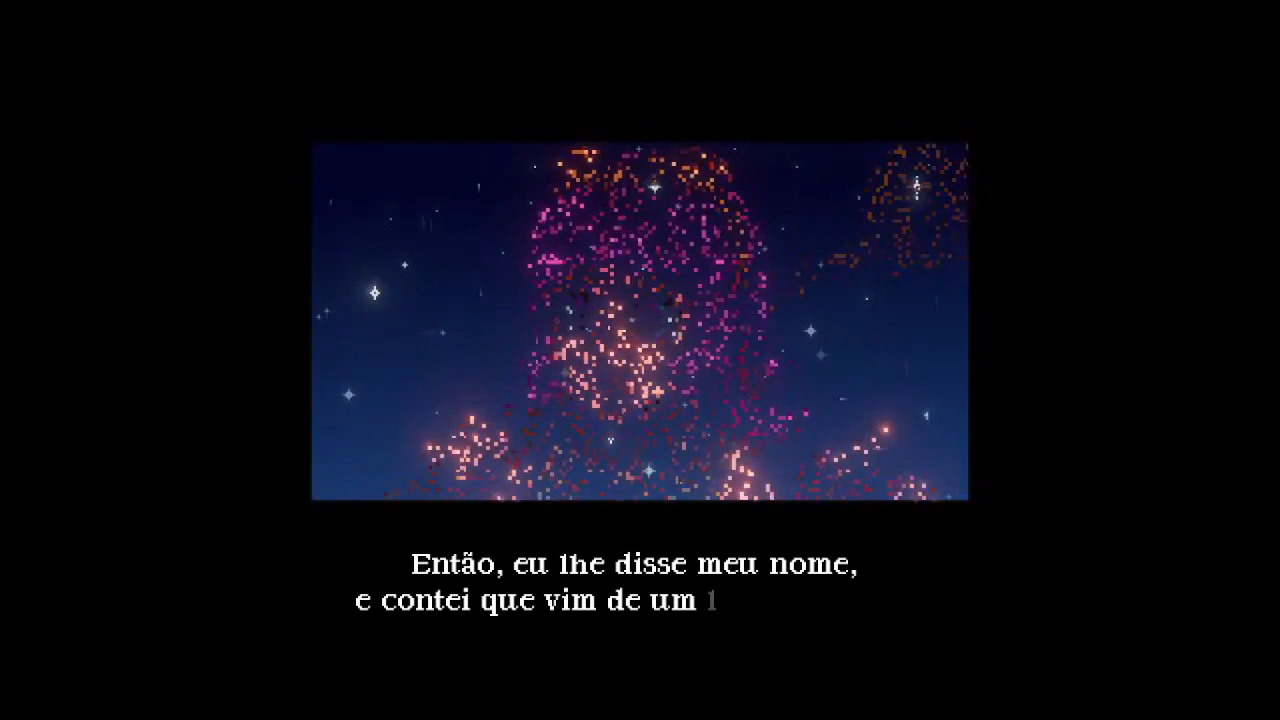 Então, eu lhe disse meu nome,
e contei que vim de um l